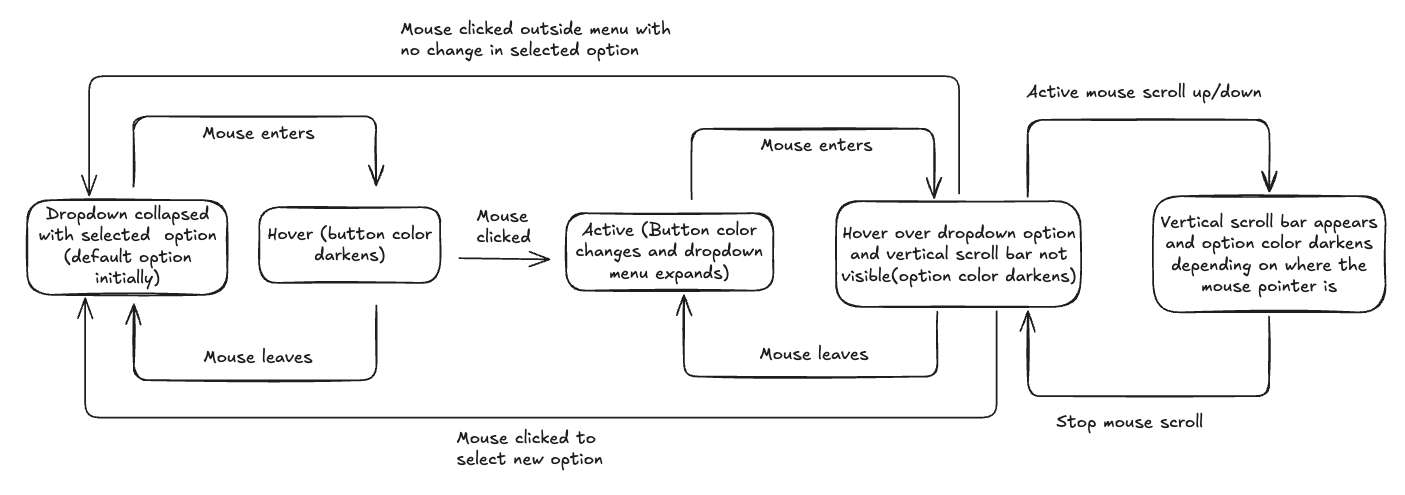 Mouse clicked outside menu with
no change in selected option
Active mouse scroll up/down
Mouse enters
Mouse enters
Dropdown collapsed
with selected option
(default option
initially)
Hover (button color
darkens)
Mouse
clicked
Active (Button color
changes and dropdown
menu expands)
Hover over dropdown option
and vertical scroll bar not
visible(option color darkens)
Vertical scroll bar appears
and option color darkens
depending on where the
mouse pointer is
Mouse leaves
Mouse leaves
Stop mouse scroll
Mouse clicked to
select new option